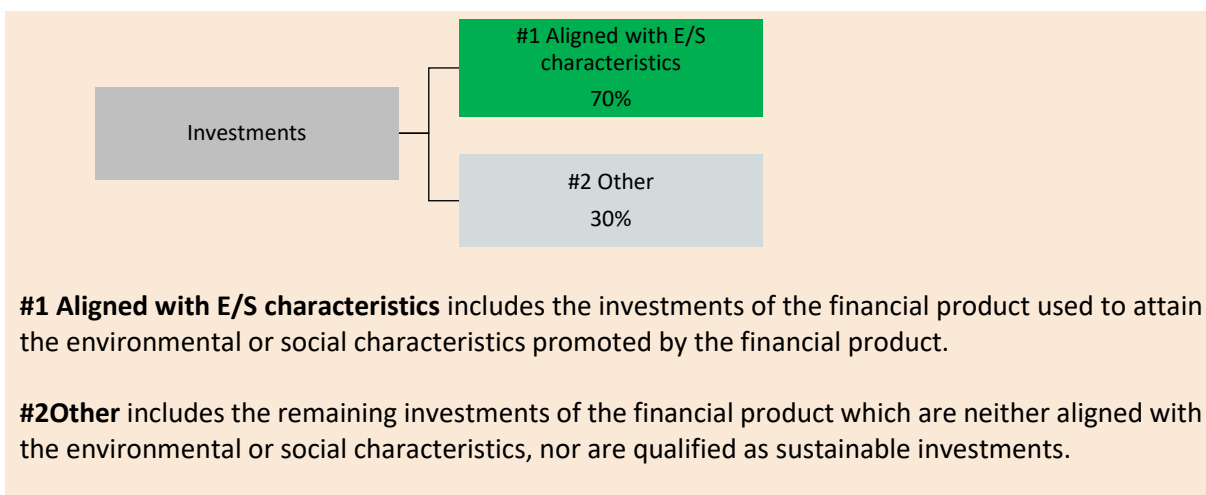 #1 Aligned with E/S
characteristics
70%
Investments
#2 Other
30%
#1 Aligned with E/S characteristics includes the investments of the financial product used to attain
the environmental or social characteristics promoted by the financial product.
#2Other includes the remaining investments of the financial product which are neither aligned with
the environmental or social characteristics, nor are qualified as sustainable investments.